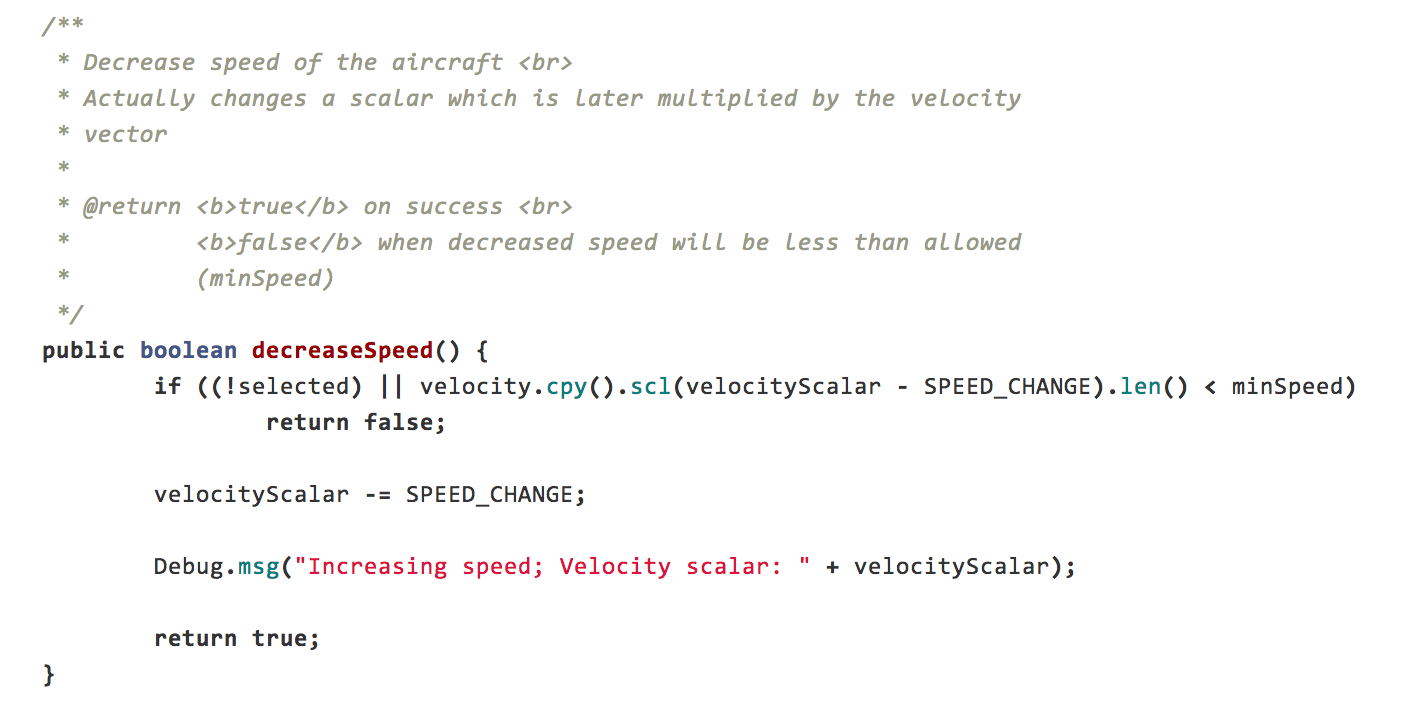 /**
 * Decrease speed of the aircraft <br>
 * Actually changes a scalar which is later multiplied by the velocity
 * vector
 *
 * @return <b>true</b> on success <br>
 *         <b>false</b> when decreased speed will be less than allowed
 *         (minSpeed)
 */
public boolean decreaseSpeed() {
        if ((!selected) || velocity.cpy().scl(velocityScalar - SPEED_CHANGE).len() < minSpeed)
                return false;

        velocityScalar -= SPEED_CHANGE;

        Debug.msg("Increasing speed; Velocity scalar: " + velocityScalar);

        return true;
}